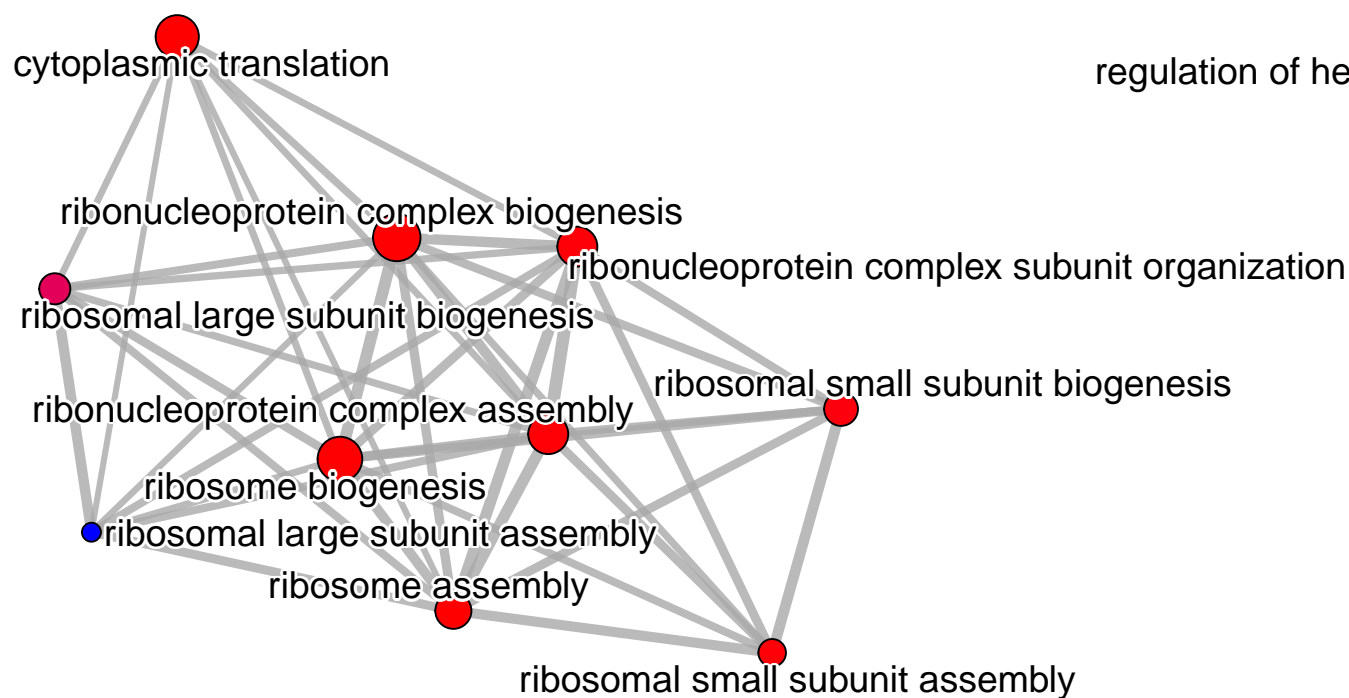 cytoplasmic translation
regulation of he
ribonucleoprotein complex biogenesis
ribonucleoprotein complex subunit organization
ribosomal large subunit biogenesis
ribosomal small subunit biogenesis
ribonucleoprotein complex assembly
ribosome biogenesis
ribosomal large subunit assembly
ribosome assembly
ribosomal small subunit assembly